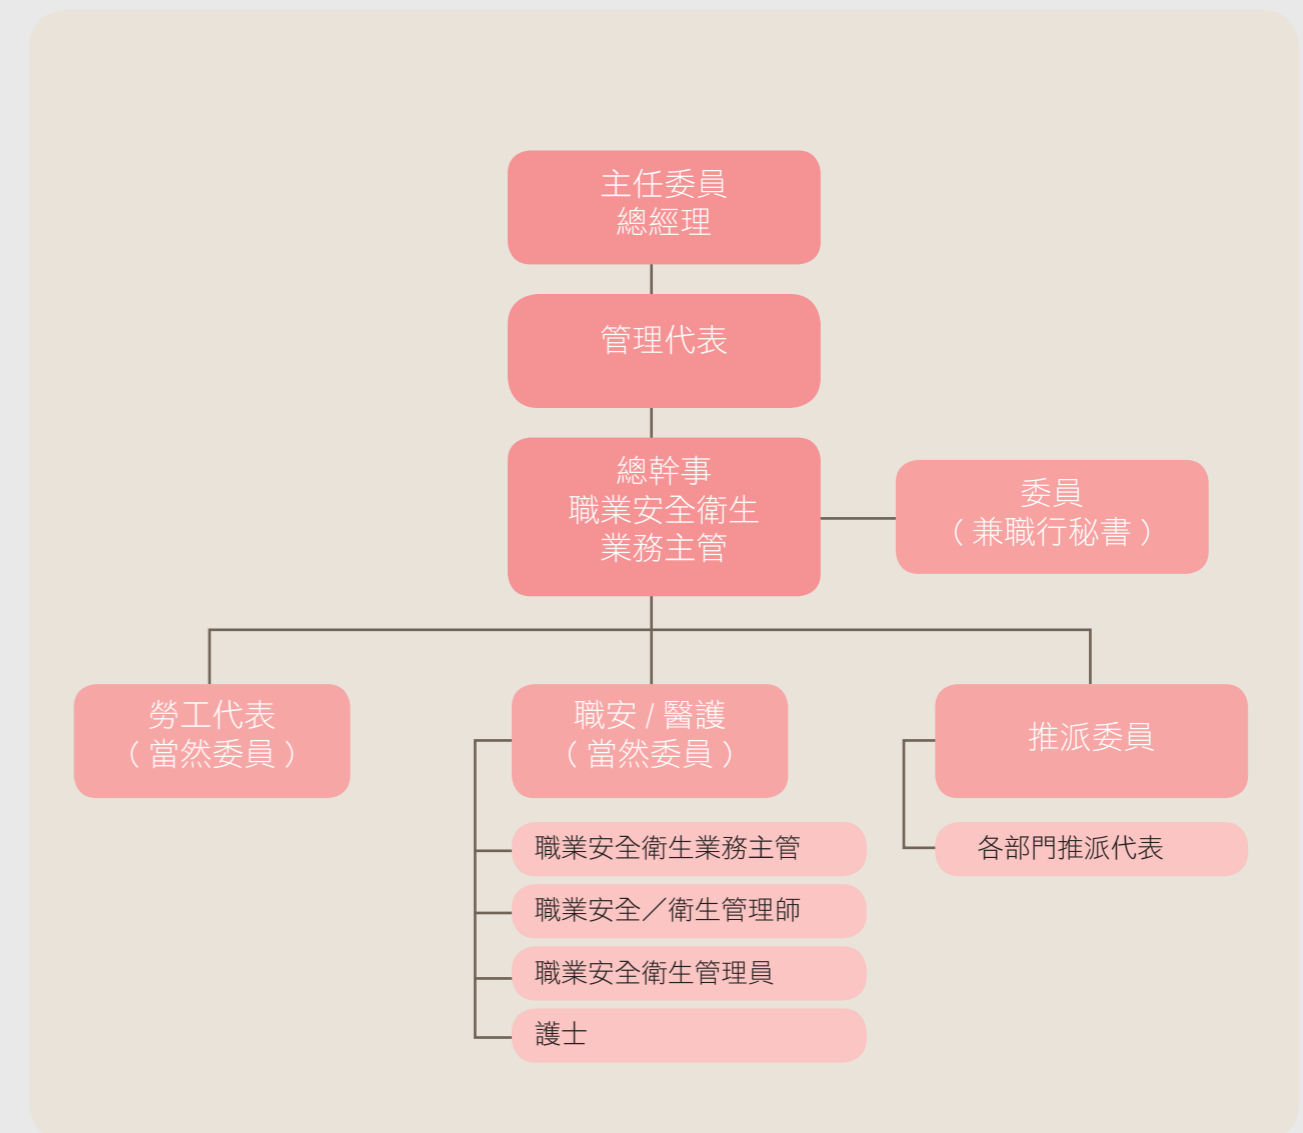 主任委員
總經理
管理代表
總幹事
職業安全衛生
業務主管
委員
（兼職行秘書）
勞工代表
（當然委員）
職安 / 醫護
（當然委員）
推派委員
職業安全衛生業務主管
各部門推派代表
職業安全／衛生管理師
職業安全衛生管理員
護士